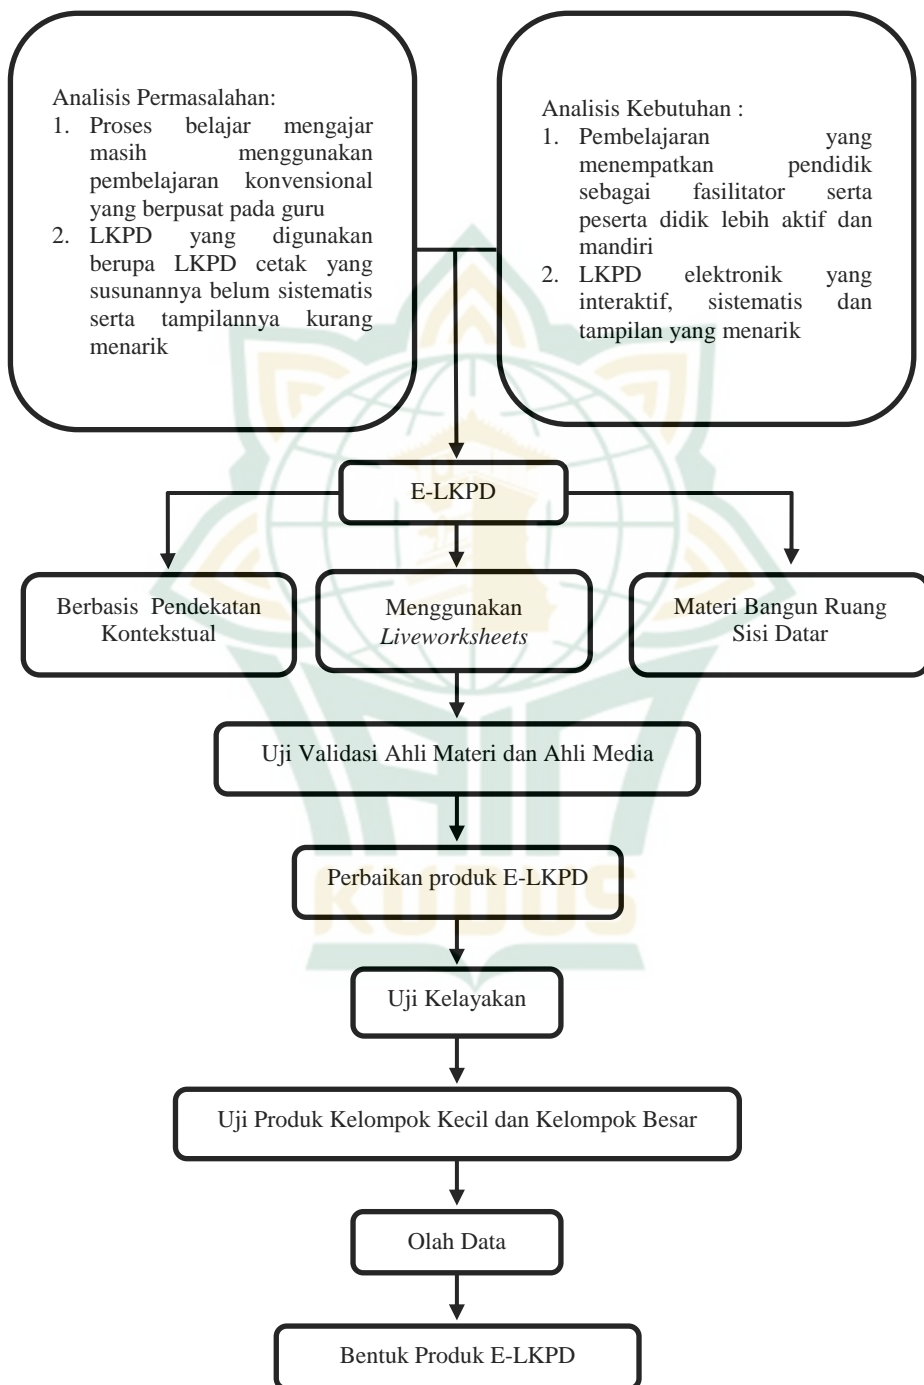 Analisis Permasalahan:
1. Proses belajar mengajar
masih menggunakan
pembelajaran konvensional
yang berpusat pada guru
2. LKPD yang digunakan
berupa LKPD cetak yang
susunannya belum sistematis
serta tampilannya kurang
menarik
Analisis Kebutuhan :
1. Pembelajaran yang
menempatkan pendidik
sebagai fasilitator serta
peserta didik lebih aktif dan
mandiri
2. LKPD elektronik yang
interaktif, sistematis dan
tampilan yang menarik
E-LKPD
Berbasis Pendekatan
Kontekstual
Menggunakan
Liveworksheets
Materi Bangun Ruang
Sisi Datar
Uji Validasi Ahli Materi dan Ahli Media
Perbaikan produk E-LKPD
KUDUS
Uji Kelayakan
Uji Produk Kelompok Kecil dan Kelompok Besar
Olah Data
Bentuk Produk E-LKPD